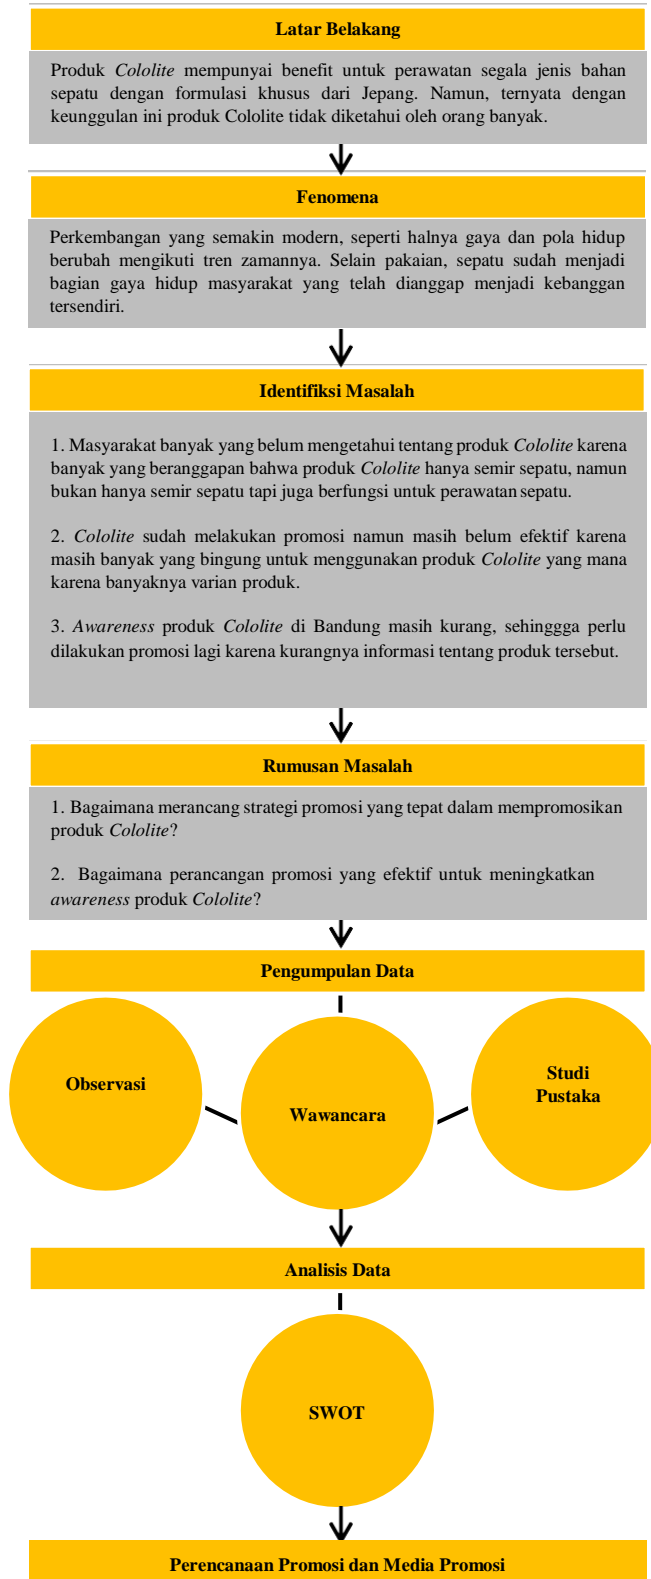 Latar Belakang
Produk Cololite mempunyai benefit untuk perawatan segala jenis bahan
sepatu dengan formulasi khusus dari Jepang. Namun, ternyata dengan
keunggulan ini produk Cololite tidak diketahui oleh orang banyak.
Fenomena
Perkembangan yang semakin modern, seperti halnya gaya dan pola hidup
berubah mengikuti tren zamannya. Selain pakaian, sepatu sudah menjadi
bagian gaya hidup masyarakat yang telah dianggap menjadi kebanggan
tersendiri.
Identifiksi Masalah
1. Masyarakat banyak yang belum mengetahui tentang produk Cololite karena
banyak yang beranggapan bahwa produk Cololite hanya semir sepatu, namun
bukan hanya semir sepatu tapi juga berfungsi untuk perawatan sepatu.
2. Cololite sudah melakukan promosi namun masih belum efektif karena
masih banyak yang bingung untuk menggunakan produk Cololite yang mana
karena banyaknya varian produk.
3. Awareness produk Cololite di Bandung masih kurang, sehinggga perlu
dilakukan promosi lagi karena kurangnya informasi tentang produk tersebut.
Rumusan Masalah
1. Bagaimana merancang strategi promosi yang tepat dalam mempromosikan
produk Cololite?
2. Bagaimana perancangan promosi yang efektif untuk meningkatkan
awareness produk Cololite?
Pengumpulan Data
Observasi
Wawancara
Studi
Pustaka
Analisis Data
SWOT
Perencanaan Promosi dan Media Promosi